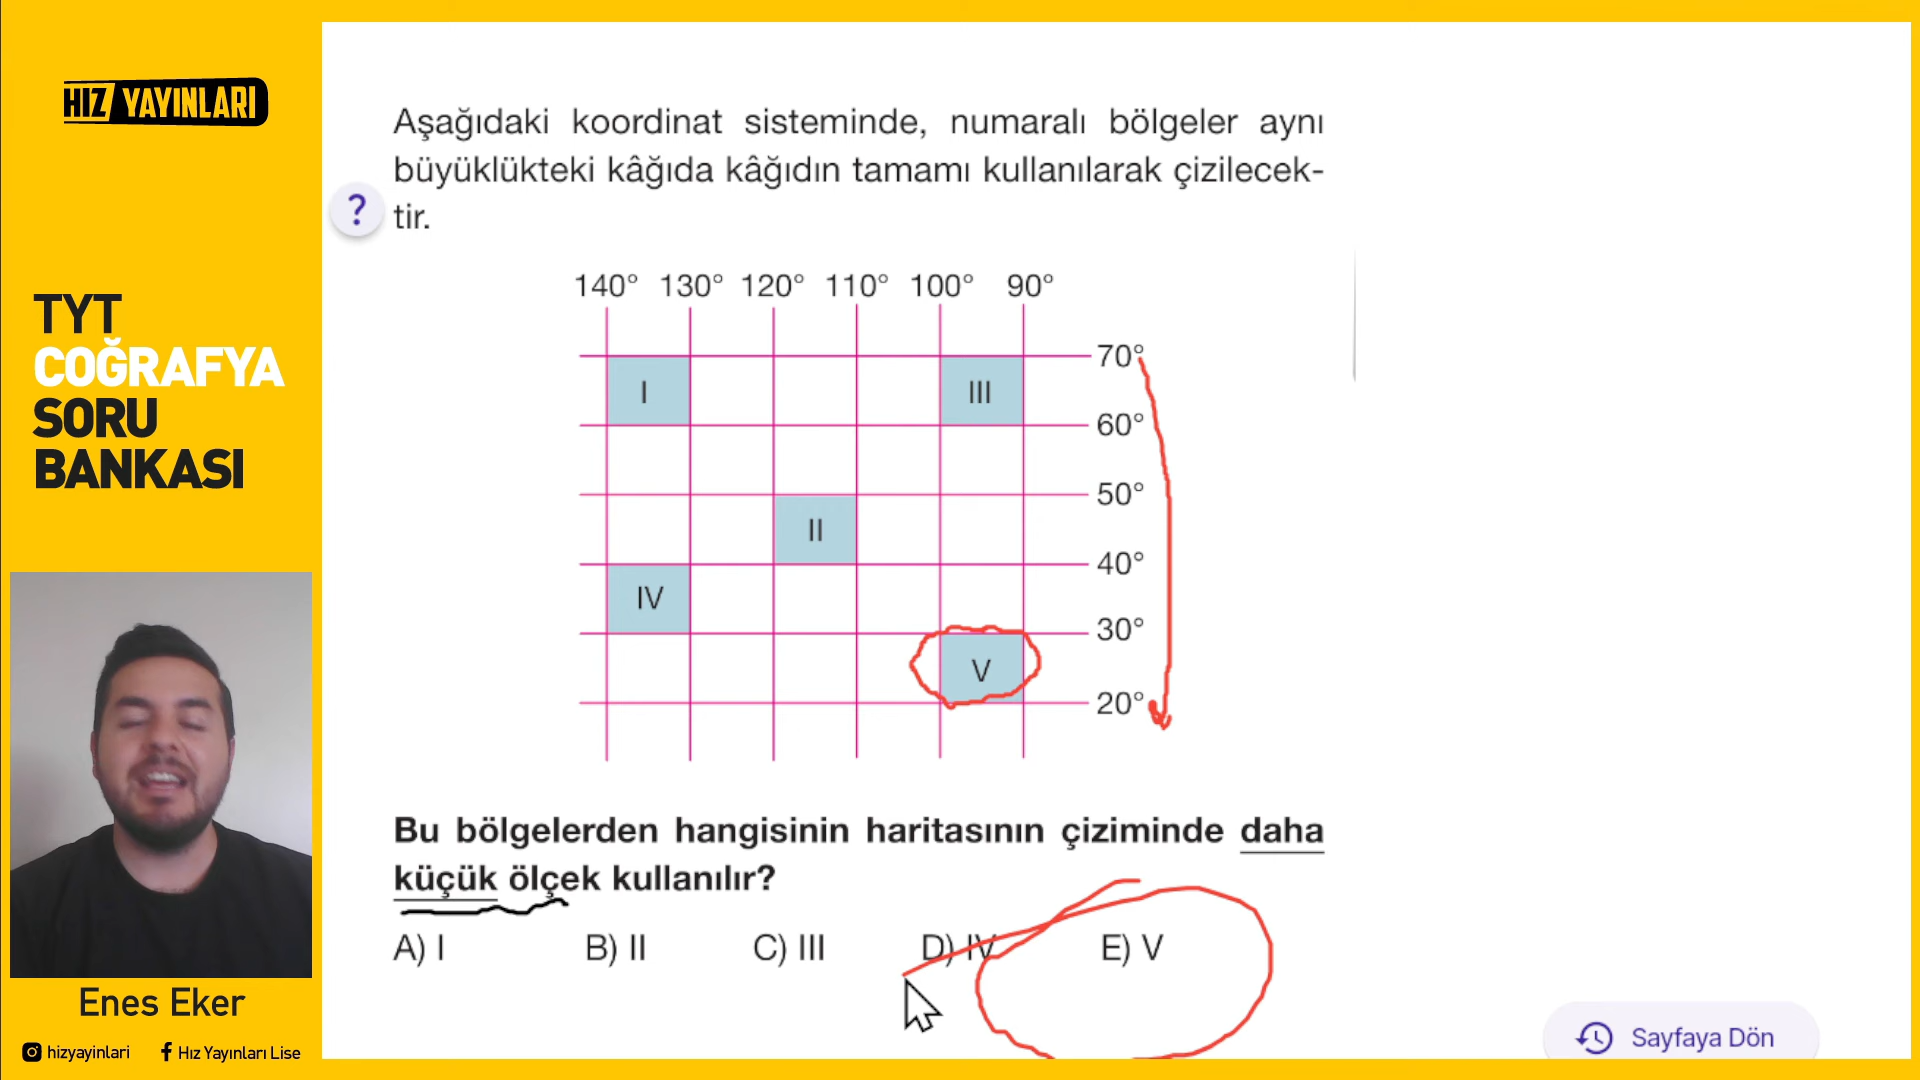 HIZ YAYINLARI
TYT
COĞRAFYA
SORU
BANKASI
Enes Eker
hizyayinlari
Hız Yayınları Lise
?
Aşağıdaki koordinat sisteminde, numaralı bölgeler aynı
büyüklükteki kâğıda kâğıdın tamamı kullanılarak çizilecek-
tir.
140° 130° 120° 110° 100° 90°
70°
I III
60°
50°
II
40°
IV
30°
V
20°
Bu bölgelerden hangisinin haritasının çiziminde daha
küçük ölçek kullanılır?
A) I B) II C) III D) IV E) V
Sayfaya Dön